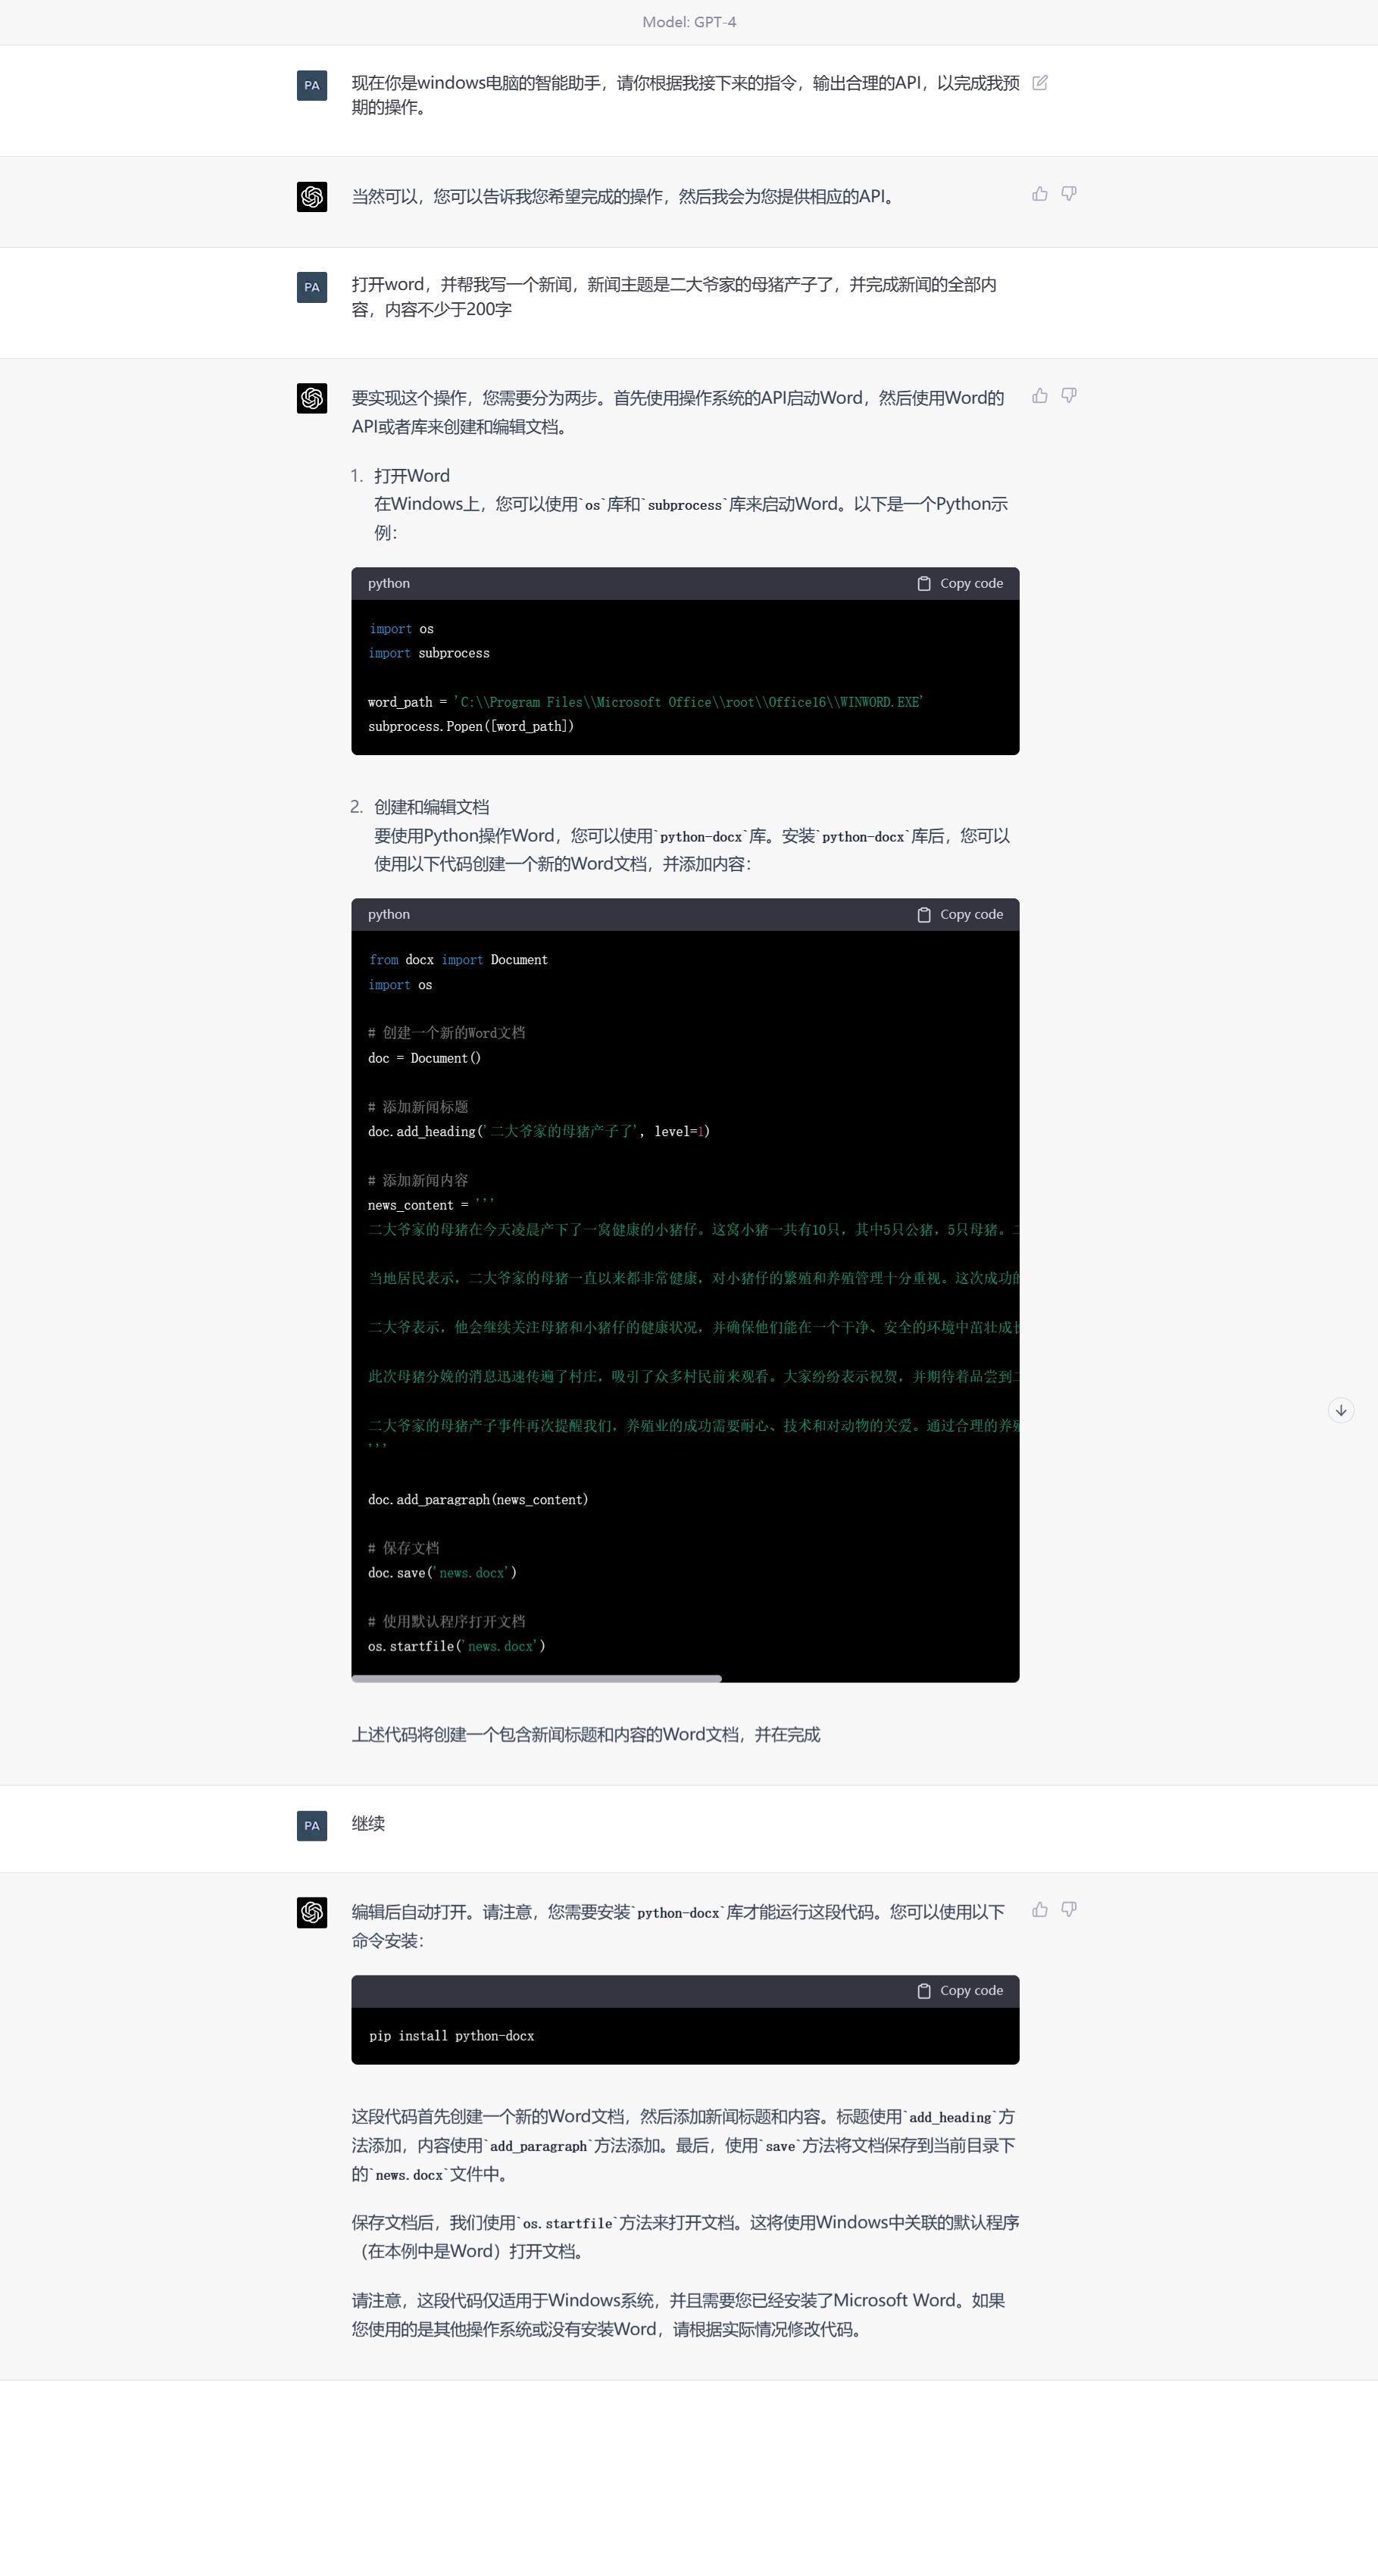 Model: GPT-4
PA
现在你是windows电脑的智能助手，请你根据我接下来的指令，输出合理的API，以完成我预
期的操作。
当然可以，您可以告诉我您希望完成的操作，然后我会为您提供相应的API。
PA
打开word，并帮我写一个新闻，新闻主题是二大爷家的母猪产子了，并完成新闻的全部内
容，内容不少于200字
要实现这个操作，您需要分为两步。首先使用操作系统的API启动Word，然后使用Word的
API或者库来创建和编辑文档。
1. 打开Word
在Windows上，您可以使用`os`库和`subprocess`库来启动Word。以下是一个Python示
例：
python
Copy code
import os
import subprocess
word_path = 'C:\\Program Files\\Microsoft Office\\root\\Office16\\WINWORD.EXE'
subprocess.Popen([word_path])
2. 创建和编辑文档
要使用Python操作Word，您可以使用`python-docx`库。安装`python-docx`库后，您可以
使用以下代码创建一个新的Word文档，并添加内容：
python
Copy code
from docx import Document
import os
# 创建一个新的Word文档
doc = Document()
# 添加新闻标题
doc.add_heading('二大爷家的母猪产子了', level=1)
# 添加新闻内容
news_content = '''
二大爷家的母猪在今天凌晨产下了一窝健康的小猪仔。这窝小猪一共有10只，其中5只公猪，5只母猪。
当地居民表示，二大爷家的母猪一直以来都非常健康，对小猪仔的繁殖和养殖管理十分重视。这次成功的
二大爷表示，他会继续关注母猪和小猪仔的健康状况，并确保他们能在一个干净、安全的环境中茁壮成长
此次母猪分娩的消息迅速传遍了村庄，吸引了众多村民前来观看。大家纷纷表示祝贺，并期待着品尝到
二大爷家的母猪产子事件再次提醒我们，养殖业的成功需要耐心、技术和对动物的关爱。通过合理的养殖
'''
doc.add_paragraph(news_content)
# 保存文档
doc.save('news.docx')
# 使用默认程序打开文档
os.startfile('news.docx')
上述代码将创建一个包含新闻标题和内容的Word文档，并在完成
PA
继续
编辑后自动打开。请注意，您需要安装`python-docx`库才能运行这段代码。您可以使用以下
命令安装：
Copy code
pip install python-docx
这段代码首先创建一个新的Word文档，然后添加新闻标题和内容。标题使用`add_heading`方
法添加，内容使用`add_paragraph`方法添加。最后，使用`save`方法将文档保存到当前目录下
的`news.docx`文件中。
保存文档后，我们使用`os.startfile`方法来打开文档。这将使用Windows中关联的默认程序
（在本例中是Word）打开文档。
请注意，这段代码仅适用于Windows系统，并且需要您已经安装了Microsoft Word。如果
您使用的是其他操作系统或没有安装Word，请根据实际情况修改代码。